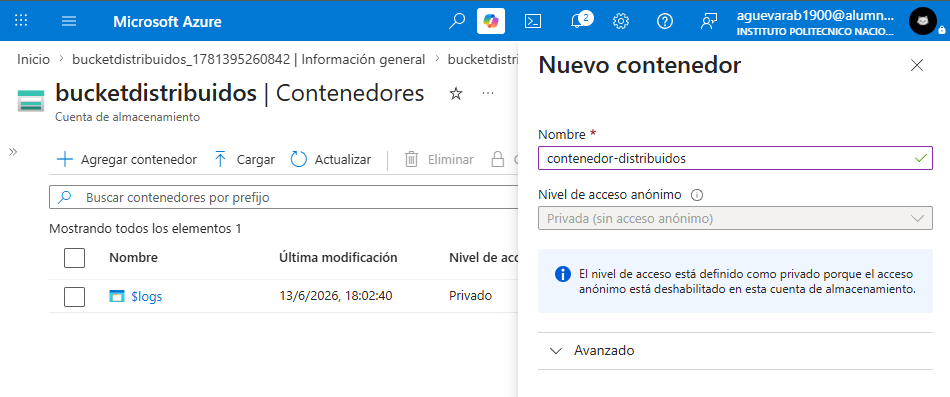 Microsoft Azure
2
aguevarab1900@alumn...
INSTITUTO POLITECNICO NACIO...
Inicio > bucketdistribuidos_1781395260842 | Información general > bucketdistri
bucketdistribuidos | Contenedores
Cuenta de almacenamiento
Agregar contenedor
Cargar
Actualizar
Eliminar
Buscar contenedores por prefijo
Mostrando todos los elementos 1
Nombre
Última modificación
Nivel de acc
$logs
13/6/2026, 18:02:40
Privado
Nuevo contenedor
Nombre *
contenedor-distribuidos
Nivel de acceso anónimo
Privada (sin acceso anónimo)
El nivel de acceso está definido como privado porque el acceso
anónimo está deshabilitado en esta cuenta de almacenamiento.
Avanzado